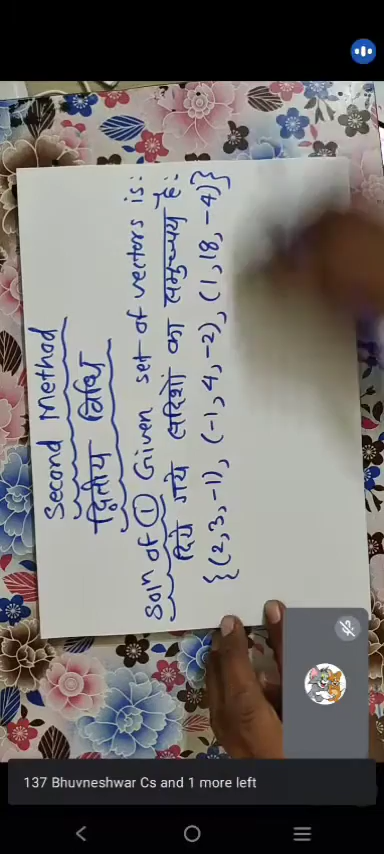 Second Method
द्वितीय विधि
Soln of ① Given set of vectors is:
दिये गये सदिशों का समुच्चय है:
{(2,3,-1), (-1, 4, -2), (1, 18, -4)}
137 Bhuvneshwar Cs and 1 more left